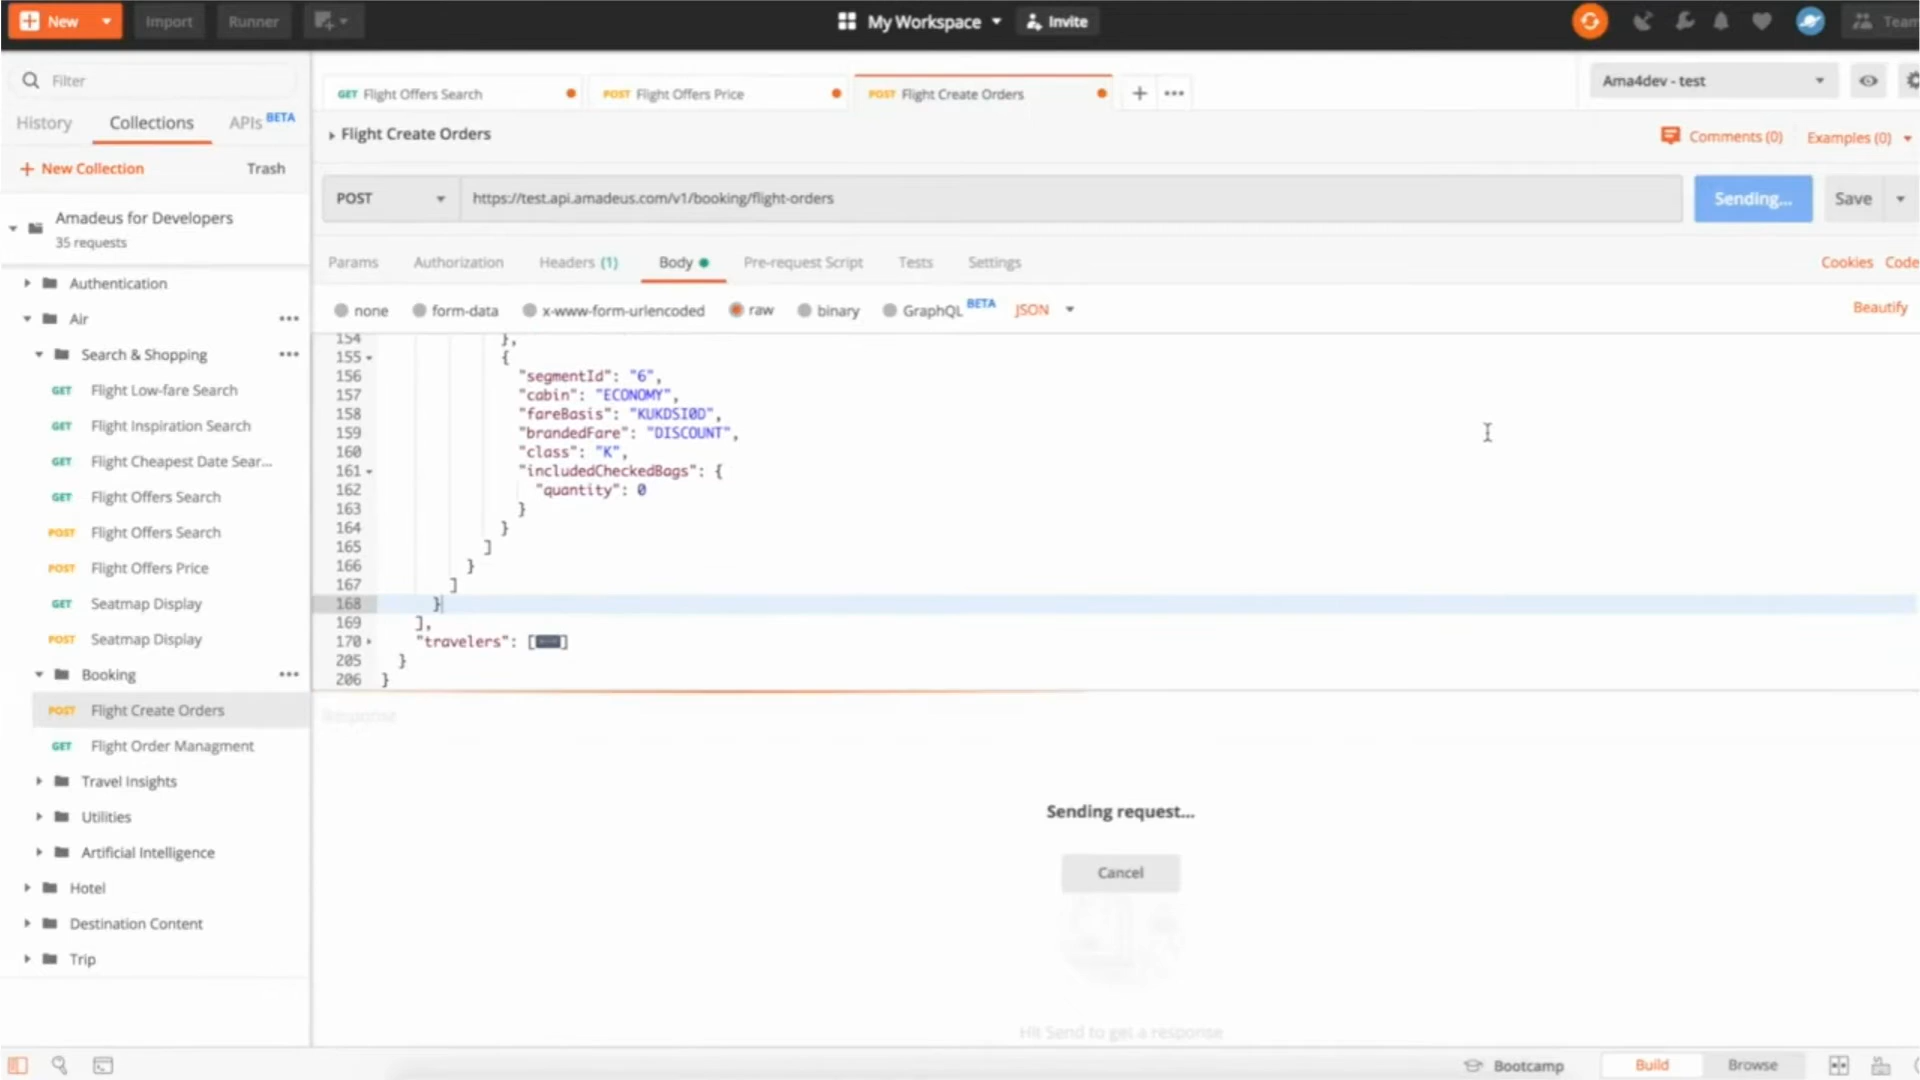 New Import Runner My Workspace Invite Team
Filter
History Collections APIs BETA
+ New Collection Trash
Amadeus for Developers
35 requests
Authentication
Air
Search & Shopping
GET Flight Low-fare Search
GET Flight Inspiration Search
GET Flight Cheapest Date Sear...
GET Flight Offers Search
POST Flight Offers Search
POST Flight Offers Price
GET Seatmap Display
POST Seatmap Display
Booking
POST Flight Create Orders
GET Flight Order Managment
Travel Insights
Utilities
Artificial Intelligence
Hotel
Destination Content
Trip
GET Flight Offers Search POST Flight Offers Price POST Flight Create Orders + ••• Ama4dev - test
Flight Create Orders Comments (0) Examples (0)
POST https://test.api.amadeus.com/v1/booking/flight-orders Sending... Save
Params Authorization Headers (1) Body Pre-request Script Tests Settings Cookies Code
none form-data x-www-form-urlencoded raw binary GraphQL BETA JSON Beautify
154 },
155 {
156 "segmentId": "6",
157 "cabin": "ECONOMY",
158 "fareBasis": "KUKDSI0D",
159 "brandedFare": "DISCOUNT",
160 "class": "K",
161 "includedCheckedBags": {
162 "quantity": 0
163 }
164 }
165 ]
166 }
167 ]
168 }
169 ],
170 "travelers": [ ]
205 }
206 }
Response
Sending request...
Cancel
Hit Send to get a response
Bootcamp Build Browse